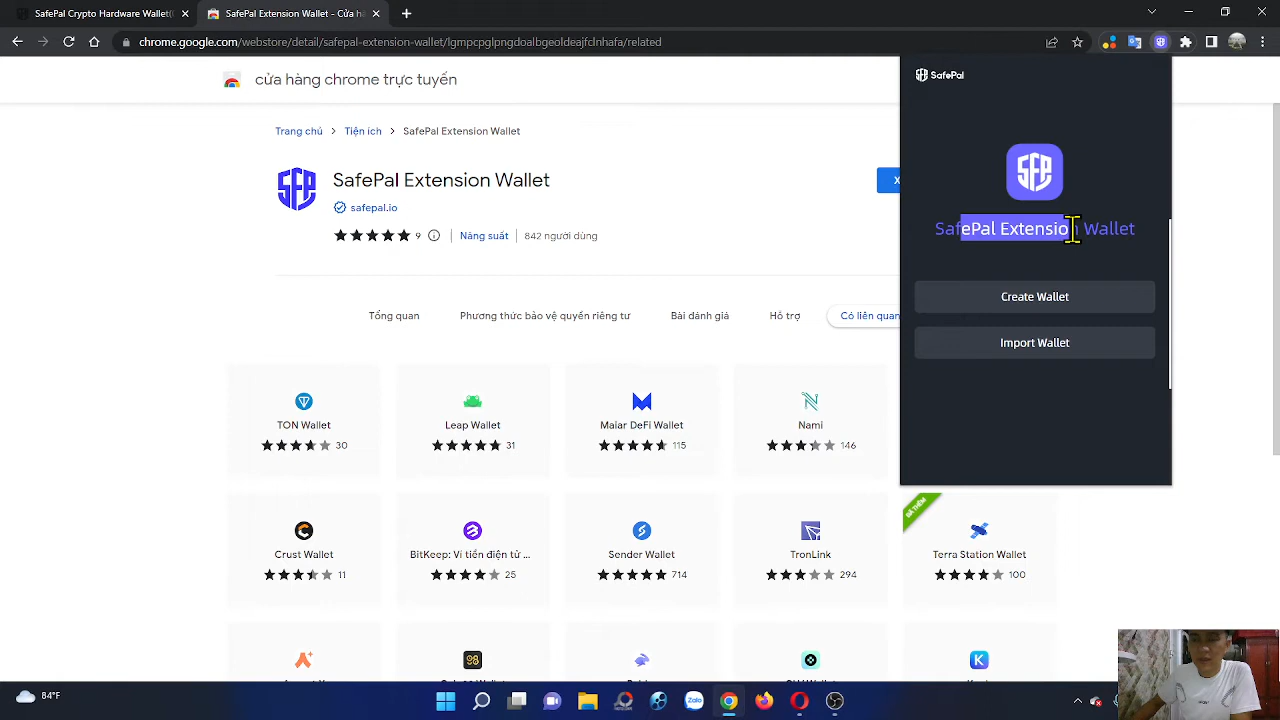 SafePal Crypto Hardware Wallet(
SafePal Extension Wallet - Cửa hà
chrome.google.com/webstore/detail/safepal-extension-wallet/lmpcpglpngdoalbgeoldeajfclnhafa/related
cửa hàng chrome trực tuyến
Trang chủ
Tiện ích
SafePal Extension Wallet
SafePal Extension Wallet
X
safepal.io
9
Năng suất
842 người dùng
Tổng quan
Phương thức bảo vệ quyền riêng tư
Bài đánh giá
Hỗ trợ
Có liên quan
SafePal
SafePal Extension Wallet
Create Wallet
Import Wallet
TON Wallet
Leap Wallet
Maiar DeFi Wallet
Nami
30
31
115
146
ĐÃ THÊM
Crust Wallet
BitKeep: Ví tiền điện tử ...
Sender Wallet
TronLink
Terra Station Wallet
11
25
714
294
100
84°F
Zalo